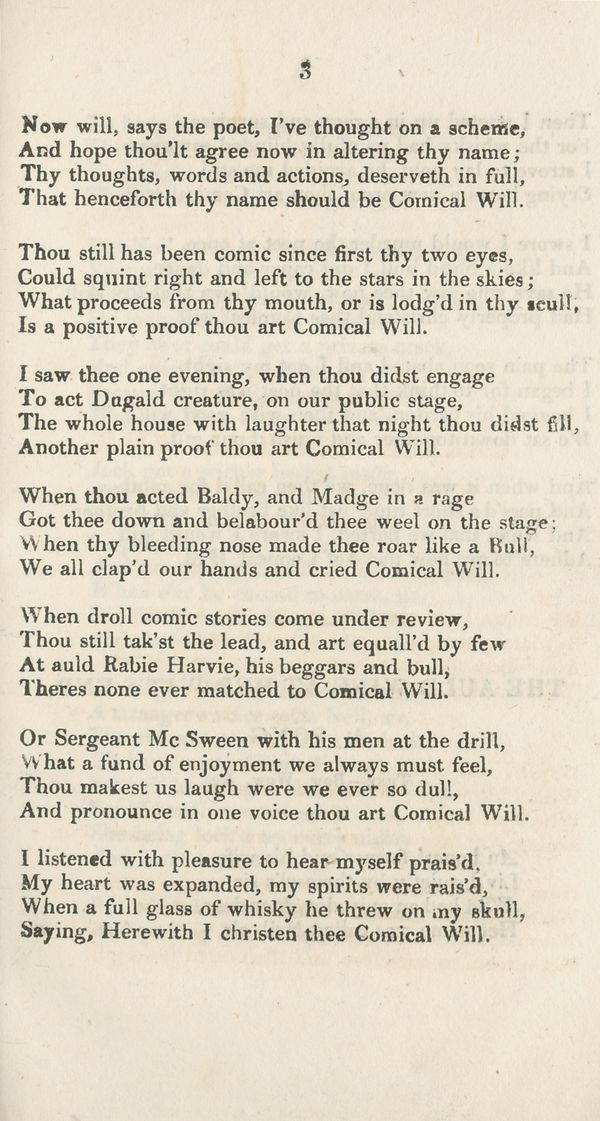 3
Now will, says the poet, I've thought on a scheme,
And hope thou'lt agree now in altering thy name;
Thy thoughts, words and actions, deserveth in full,
That henceforth thy name should be Comical Will.
Thou still has been comic since first thy two eyes,
Could squint right and left to the stars in the skies;
What proceeds from thy mouth, or is lodg'd in thy scull,
Is a positive proof thou art Comical Will.
I saw thee one evening, when thou didst engage
To act Dugald creature, on our public stage,
The whole house with laughter that night thou didst fill,
Another plain proof thou art Comical Will.
When thou acted Baldy, and Madge in a rage
Got thee down and belabour'd thee weel on the stage;
When thy bleeding nose made thee roar like a Bull,
We all clap'd our hands and cried Comical Will.
When droll comic stories come under review,
Thou still tak'st the lead, and art equall'd by few
At auld Rabie Harvie, his beggars and bull,
Theres none ever matched to Comical Will.
Or Sergeant Mc Sween with his men at the drill,
What a fund of enjoyment we always must feel,
Thou makest us laugh were we ever so dull,
And pronounce in one voice thou art Comical Will.
I listened with pleasure to hear myself prais'd,
My heart was expanded, my spirits were rais'd,
When a full glass of whisky he threw on my skull,
Saying, Herewith I christen thee Comical Will.